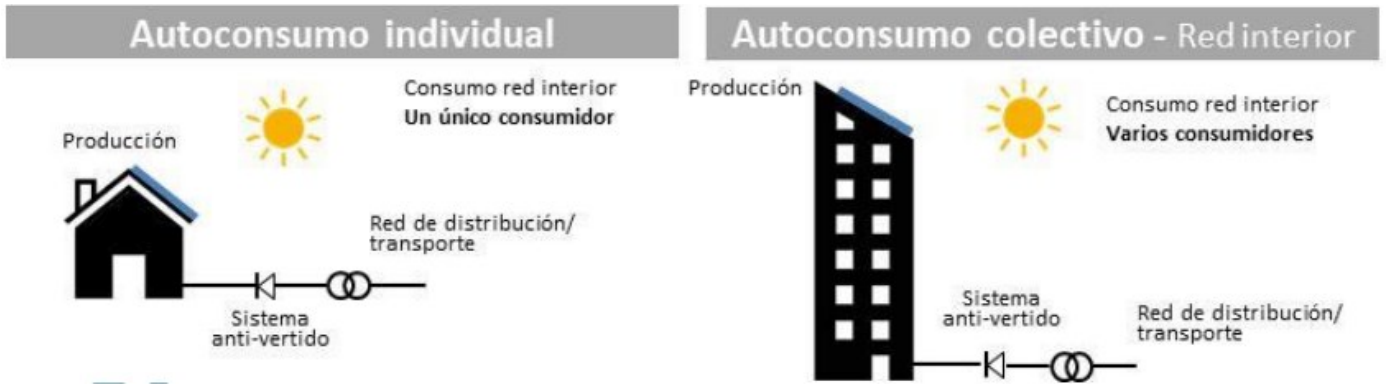 Autoconsumo individual
Consumo red interior
Un único consumidor
Producción
Red de distribución/
transporte
Sistema
anti-vertido
Autoconsumo colectivo - Red interior
Producción
Consumo red interior
Varios consumidores
Sistema
anti-vertido
Red de distribución/
transporte